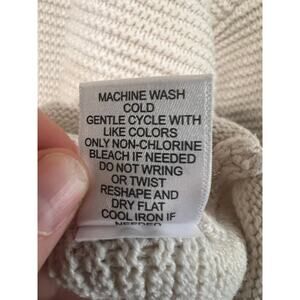 MACHINE WASH
COLD
GENTLE CYCLE WITH
LIKE COLORS
ONLY NON-CHLORINE
BLEACH IF NEEDED
DO NOT WRING
OR TWIST
RESHAPE AND
DRY FLAT
COOL IRON IF
NEEDED